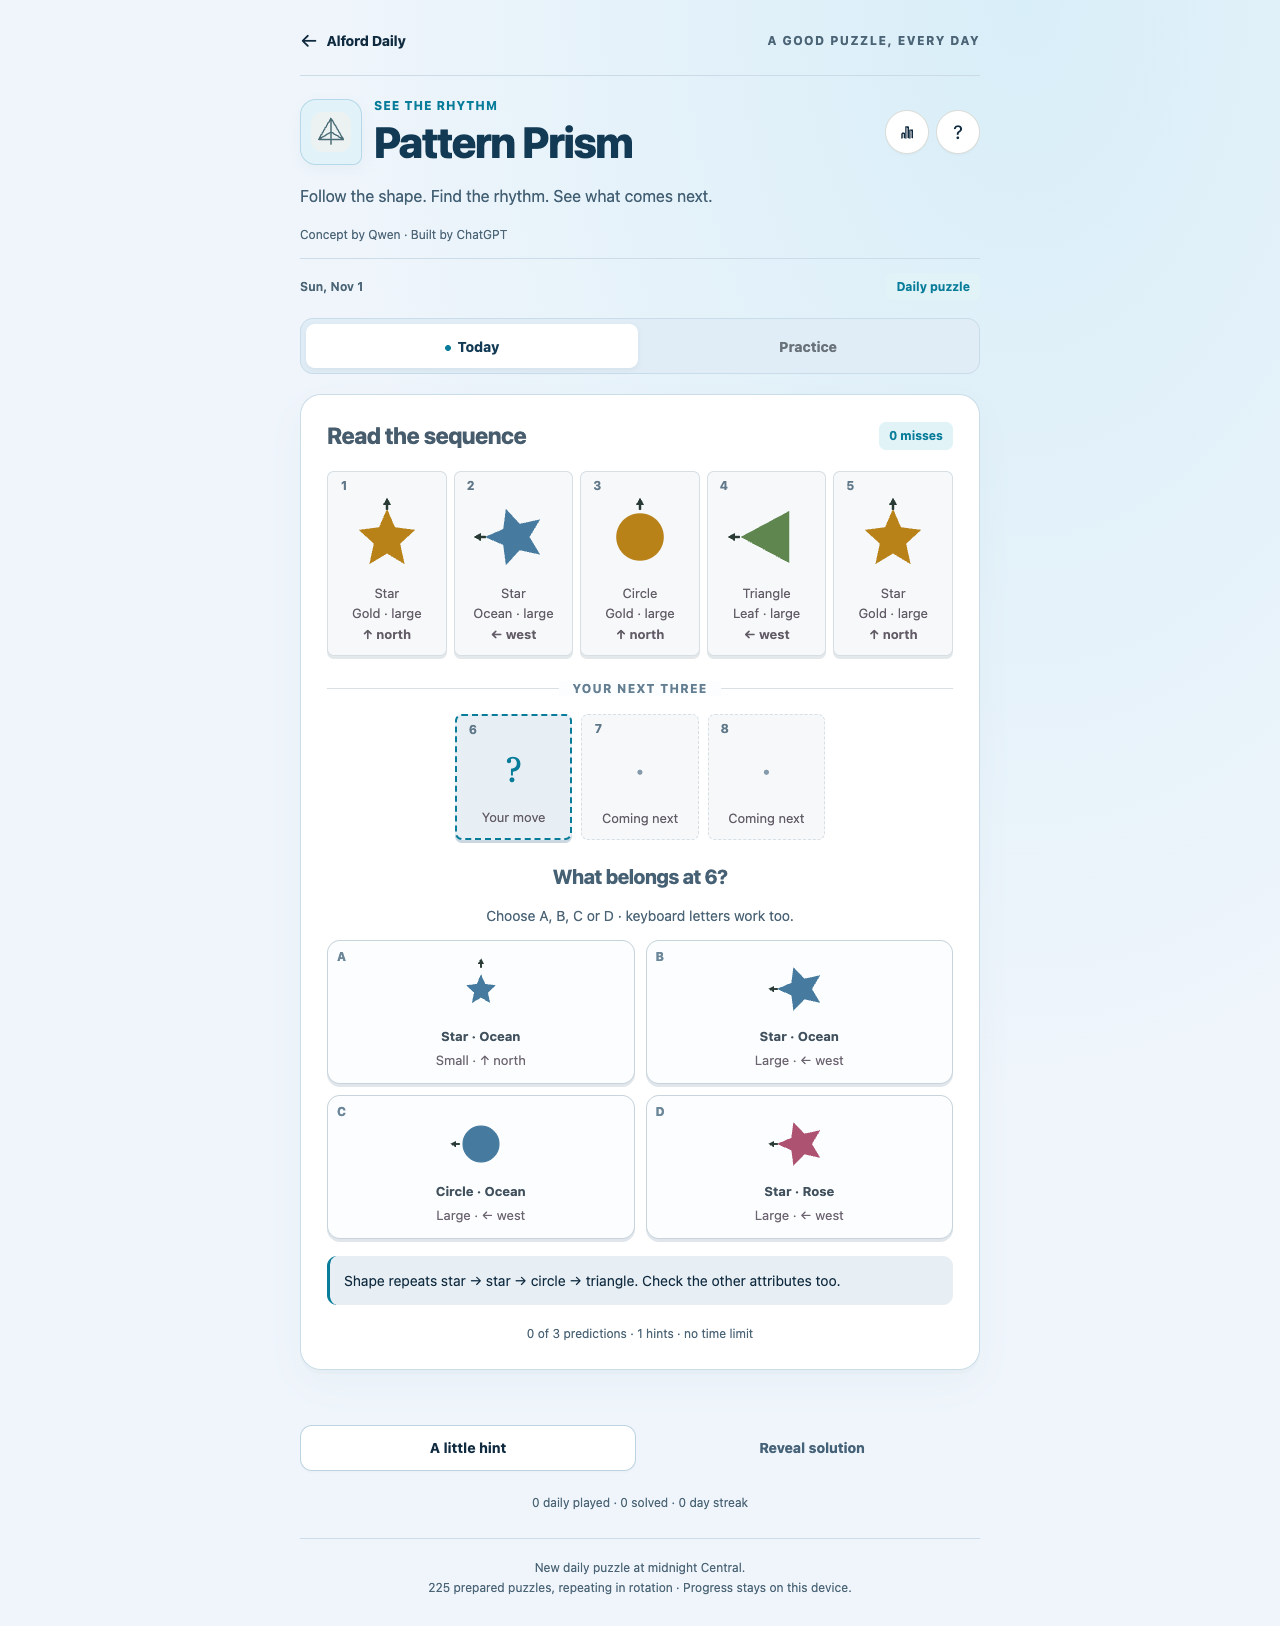 ← Alford Daily
A GOOD PUZZLE, EVERY DAY
SEE THE RHYTHM
Pattern Prism
?
Follow the shape. Find the rhythm. See what comes next.
Concept by Qwen · Built by ChatGPT
Sun, Nov 1
Daily puzzle
• Today
Practice
Read the sequence
0 misses
1
Star
Gold · large
↑ north
2
Star
Ocean · large
← west
3
Circle
Gold · large
↑ north
4
Triangle
Leaf · large
← west
5
Star
Gold · large
↑ north
YOUR NEXT THREE
6
?
Your move
7
Coming next
8
Coming next
What belongs at 6?
Choose A, B, C or D · keyboard letters work too.
A
Star · Ocean
Small · ↑ north
B
Star · Ocean
Large · ← west
C
Circle · Ocean
Large · ← west
D
Star · Rose
Large · ← west
Shape repeats star → star → circle → triangle. Check the other attributes too.
0 of 3 predictions · 1 hints · no time limit
A little hint
Reveal solution
0 daily played · 0 solved · 0 day streak
New daily puzzle at midnight Central.
225 prepared puzzles, repeating in rotation · Progress stays on this device.